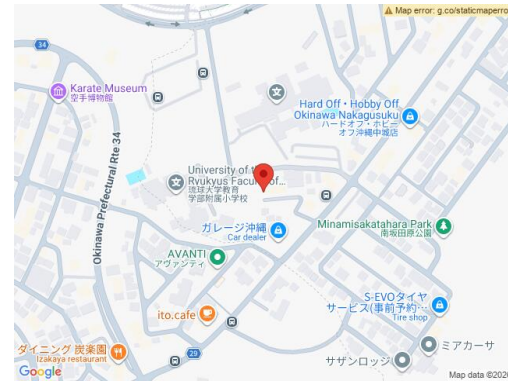 Map error: g.co/staticmaperro
34
Karate Museum
空手博物館
Hard Off・Hobby Off
Okinawa Nakagusuku
ハードオフ・ホビー
オフ沖縄中城店
Okinawa Prefectural Rte 34
University of t
Ryukyus Faculty of...
琉球大学教育
学部附属小学校
ガレージ沖縄
Car dealer
Minamisakatahara Park
南坂田原公園
AVANTI
アヴァンティ
S-EVOタイヤ
サービス(事前予約...
Tire shop
ito.cafe
ダイニング 炭楽園
Izakaya restaurant
29
ミアカーサ
サザンロッジ
Google
Map data ©2026